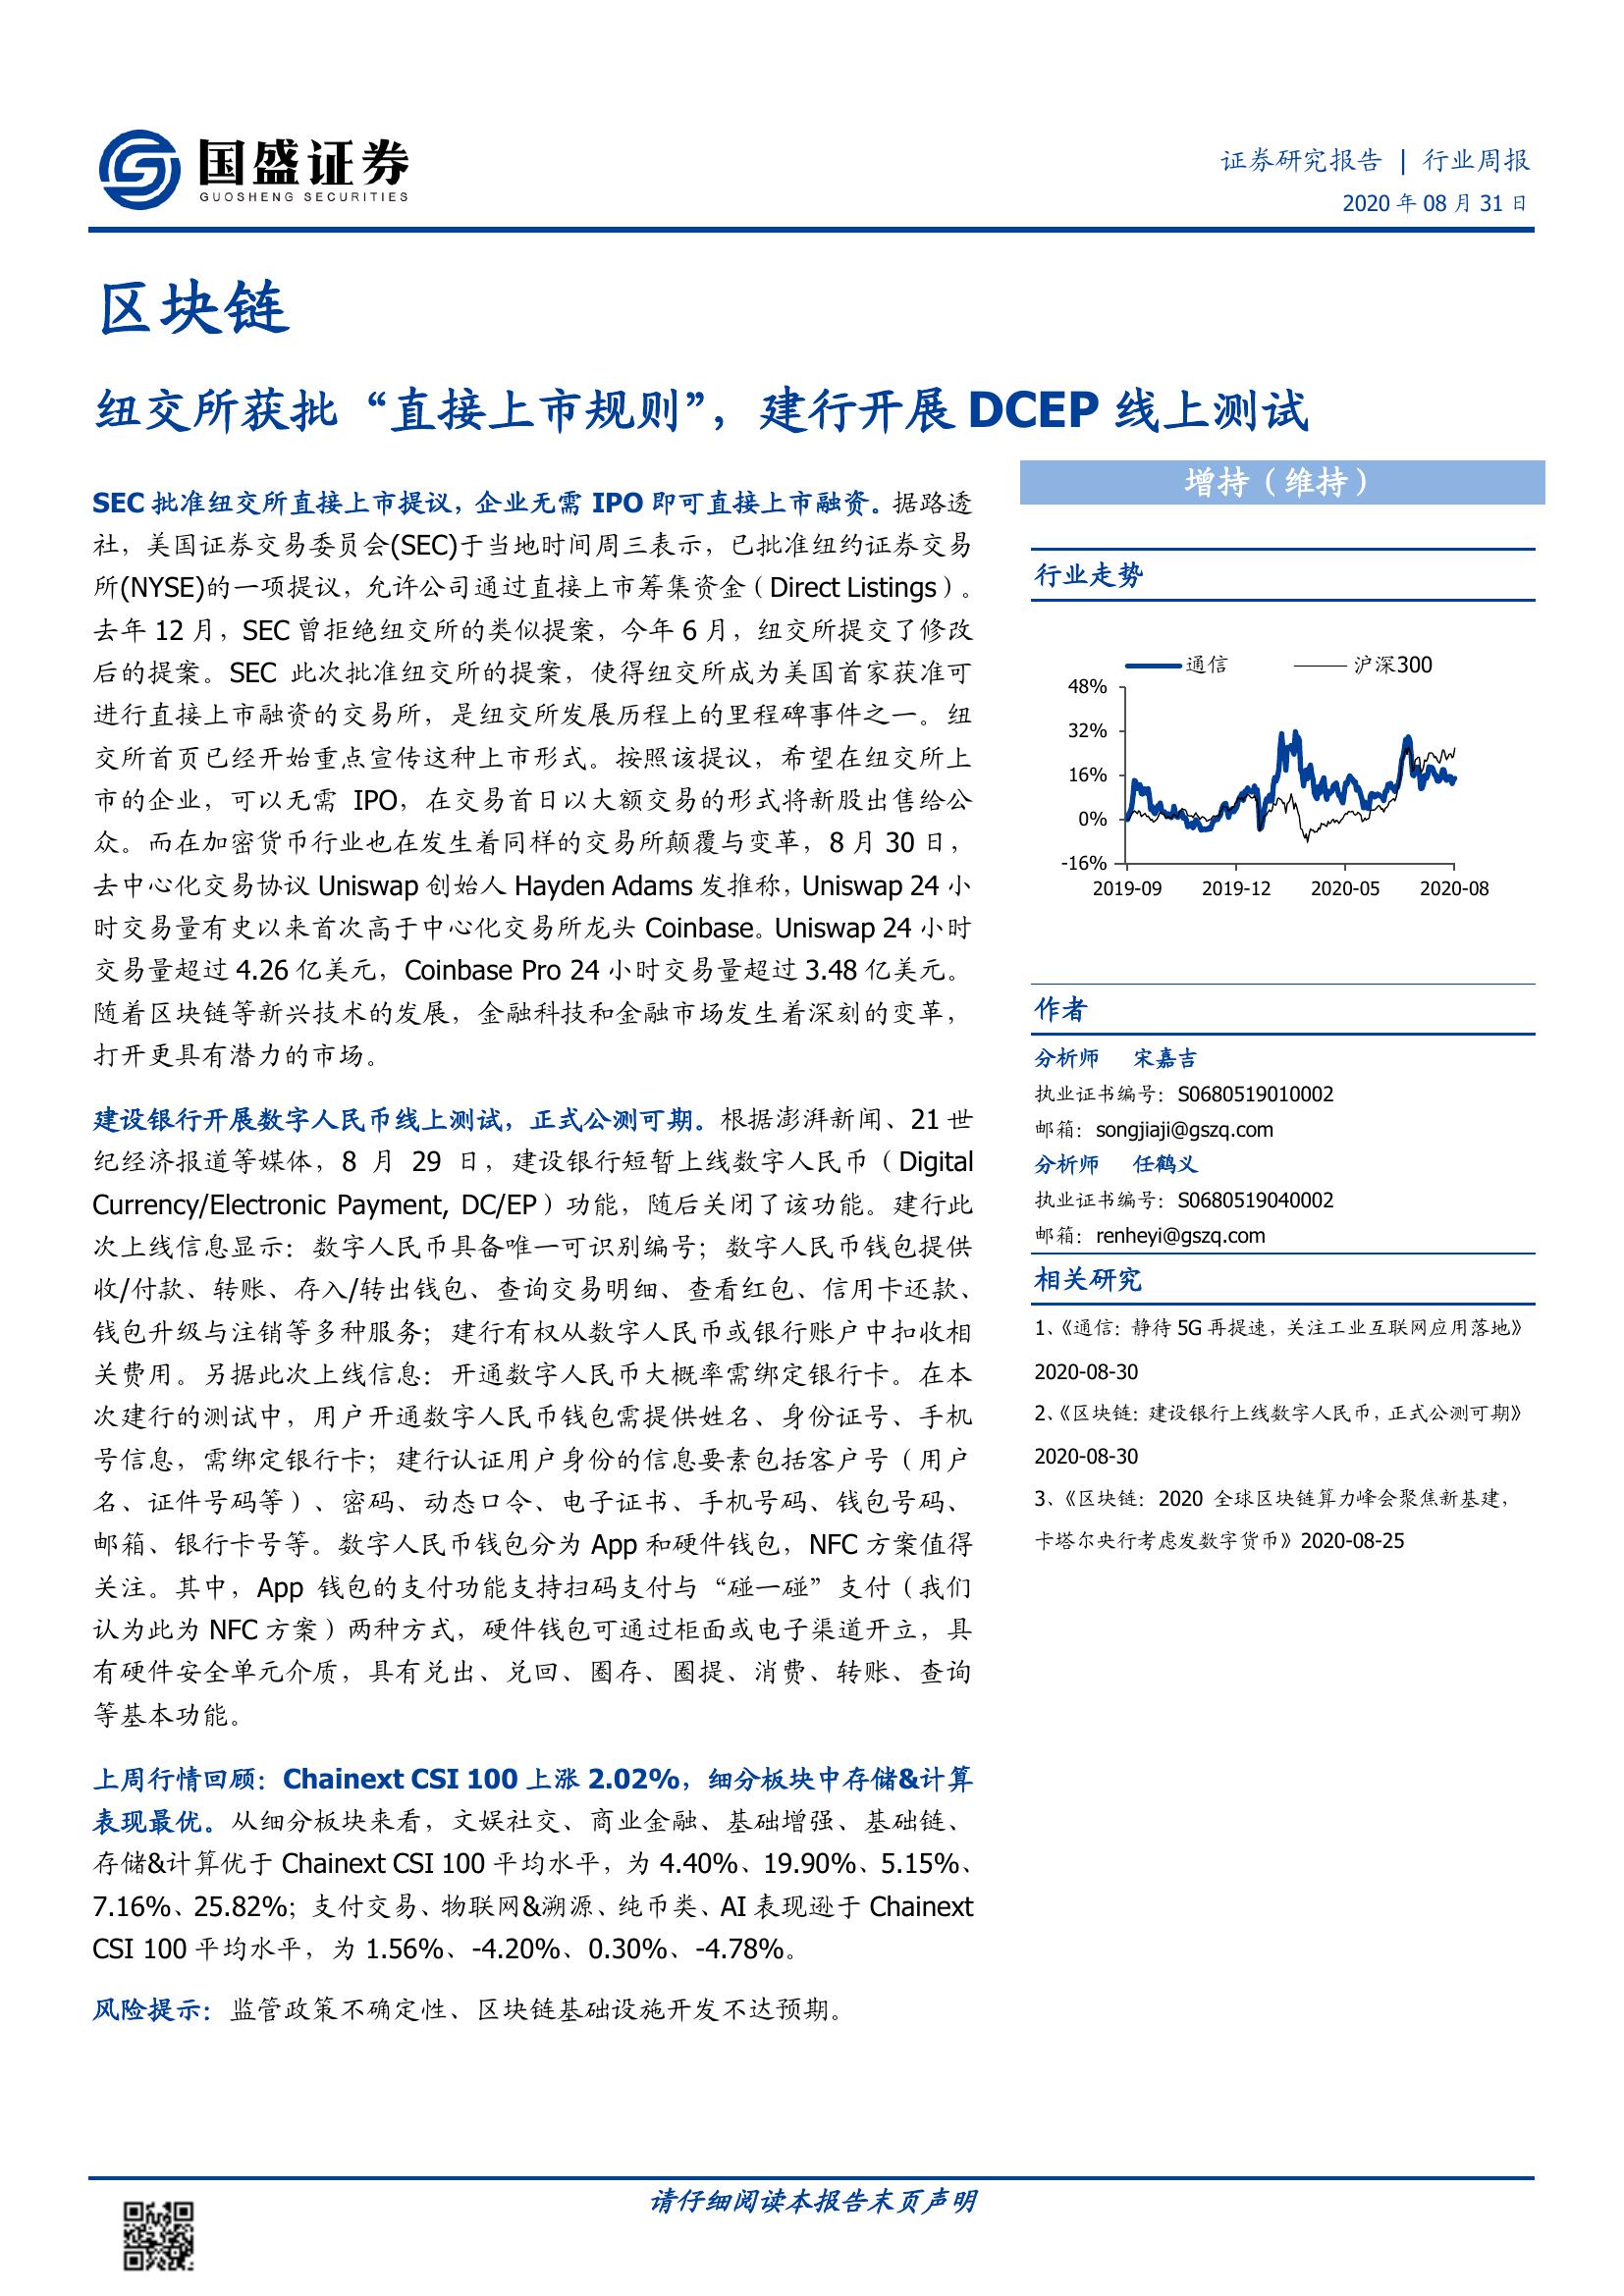 国盛证券
GUOSHENG SECURITIES
证券研究报告 | 行业周报
2020 年 08 月 31 日
区块链
纽交所获批“直接上市规则”，建行开展 DCEP 线上测试
SEC 批准纽交所直接上市提议，企业无需 IPO 即可直接上市融资。据路透
社，美国证券交易委员会(SEC)于当地时间周三表示，已批准纽约证券交易
所(NYSE)的一项提议，允许公司通过直接上市筹集资金（Direct Listings）。
去年 12 月，SEC 曾拒绝纽交所的类似提案，今年 6 月，纽交所提交了修改
后的提案。SEC 此次批准纽交所的提案，使得纽交所成为美国首家获准可
进行直接上市融资的交易所，是纽交所发展历程上的里程碑事件之一。纽
交所首页已经开始重点宣传这种上市形式。按照该提议，希望在纽交所上
市的企业，可以无需 IPO，在交易首日以大额交易的形式将新股出售给公
众。而在加密货币行业也在发生着同样的交易所颠覆与变革，8 月 30 日，
去中心化交易协议 Uniswap 创始人 Hayden Adams 发推称，Uniswap 24 小
时交易量有史以来首次高于中心化交易所龙头 Coinbase。Uniswap 24 小时
交易量超过 4.26 亿美元，Coinbase Pro 24 小时交易量超过 3.48 亿美元。
随着区块链等新兴技术的发展，金融科技和金融市场发生着深刻的变革，
打开更具有潜力的市场。
建设银行开展数字人民币线上测试，正式公测可期。根据澎湃新闻、21 世
纪经济报道等媒体，8 月 29 日，建设银行短暂上线数字人民币（Digital
Currency/Electronic Payment, DC/EP）功能，随后关闭了该功能。建行此
次上线信息显示：数字人民币具备唯一可识别编号；数字人民币钱包提供
收/付款、转账、存入/转出钱包、查询交易明细、查看红包、信用卡还款、
钱包升级与注销等多种服务；建行有权从数字人民币或银行账户中扣收相
关费用。另据此次上线信息：开通数字人民币大概率需绑定银行卡。在本
次建行的测试中，用户开通数字人民币钱包需提供姓名、身份证号、手机
号信息，需绑定银行卡；建行认证用户身份的信息要素包括客户号（用户
名、证件号码等）、密码、动态口令、电子证书、手机号码、钱包号码、
邮箱、银行卡号等。数字人民币钱包分为 App 和硬件钱包，NFC 方案值得
关注。其中，App 钱包的支付功能支持扫码支付与“碰一碰”支付（我们
认为此为 NFC 方案）两种方式，硬件钱包可通过柜面或电子渠道开立，具
有硬件安全单元介质，具有兑出、兑回、圈存、圈提、消费、转账、查询
等基本功能。
上周行情回顾：Chainext CSI 100 上涨 2.02%，细分板块中存储&计算
表现最优。从细分板块来看，文娱社交、商业金融、基础增强、基础链、
存储&计算优于 Chainext CSI 100 平均水平，为 4.40%、19.90%、5.15%、
7.16%、25.82%；支付交易、物联网&溯源、纯币类、AI 表现逊于 Chainext
CSI 100 平均水平，为 1.56%、-4.20%、0.30%、-4.78%。
风险提示：监管政策不确定性、区块链基础设施开发不达预期。
增持（维持）
行业走势
通信 沪深300
48%
32%
16%
0%
-16%
2019-09 2019-12 2020-05 2020-08
作者
分析师 宋嘉吉
执业证书编号：S0680519010002
邮箱：songjiaji@gszq.com
分析师 任鹤义
执业证书编号：S0680519040002
邮箱：renheyi@gszq.com
相关研究
1、《通信：静待 5G 再提速，关注工业互联网应用落地》
2020-08-30
2、《区块链：建设银行上线数字人民币，正式公测可期》
2020-08-30
3、《区块链：2020 全球区块链算力峰会聚焦新基建，
卡塔尔央行考虑发数字货币》2020-08-25
请仔细阅读本报告末页声明